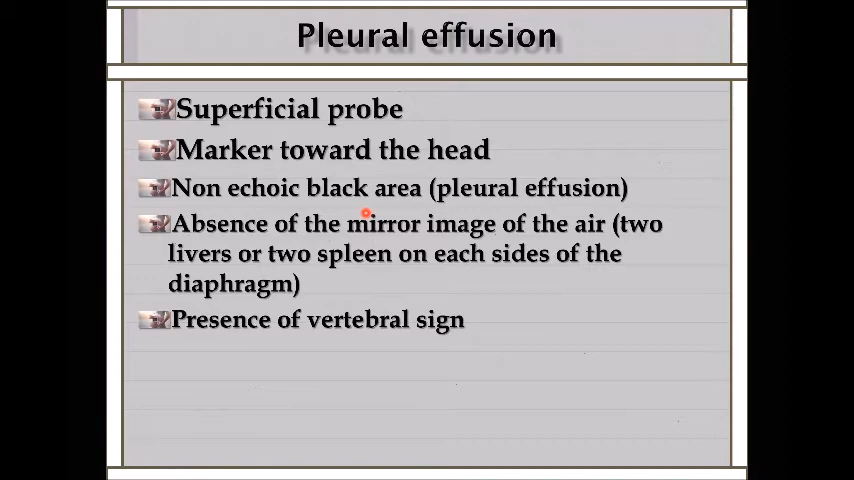 Pleural effusion
Superficial probe
Marker toward the head
Non echoic black area (pleural effusion)
Absence of the mirror image of the air (two
livers or two spleen on each sides of the
diaphragm)
Presence of vertebral sign